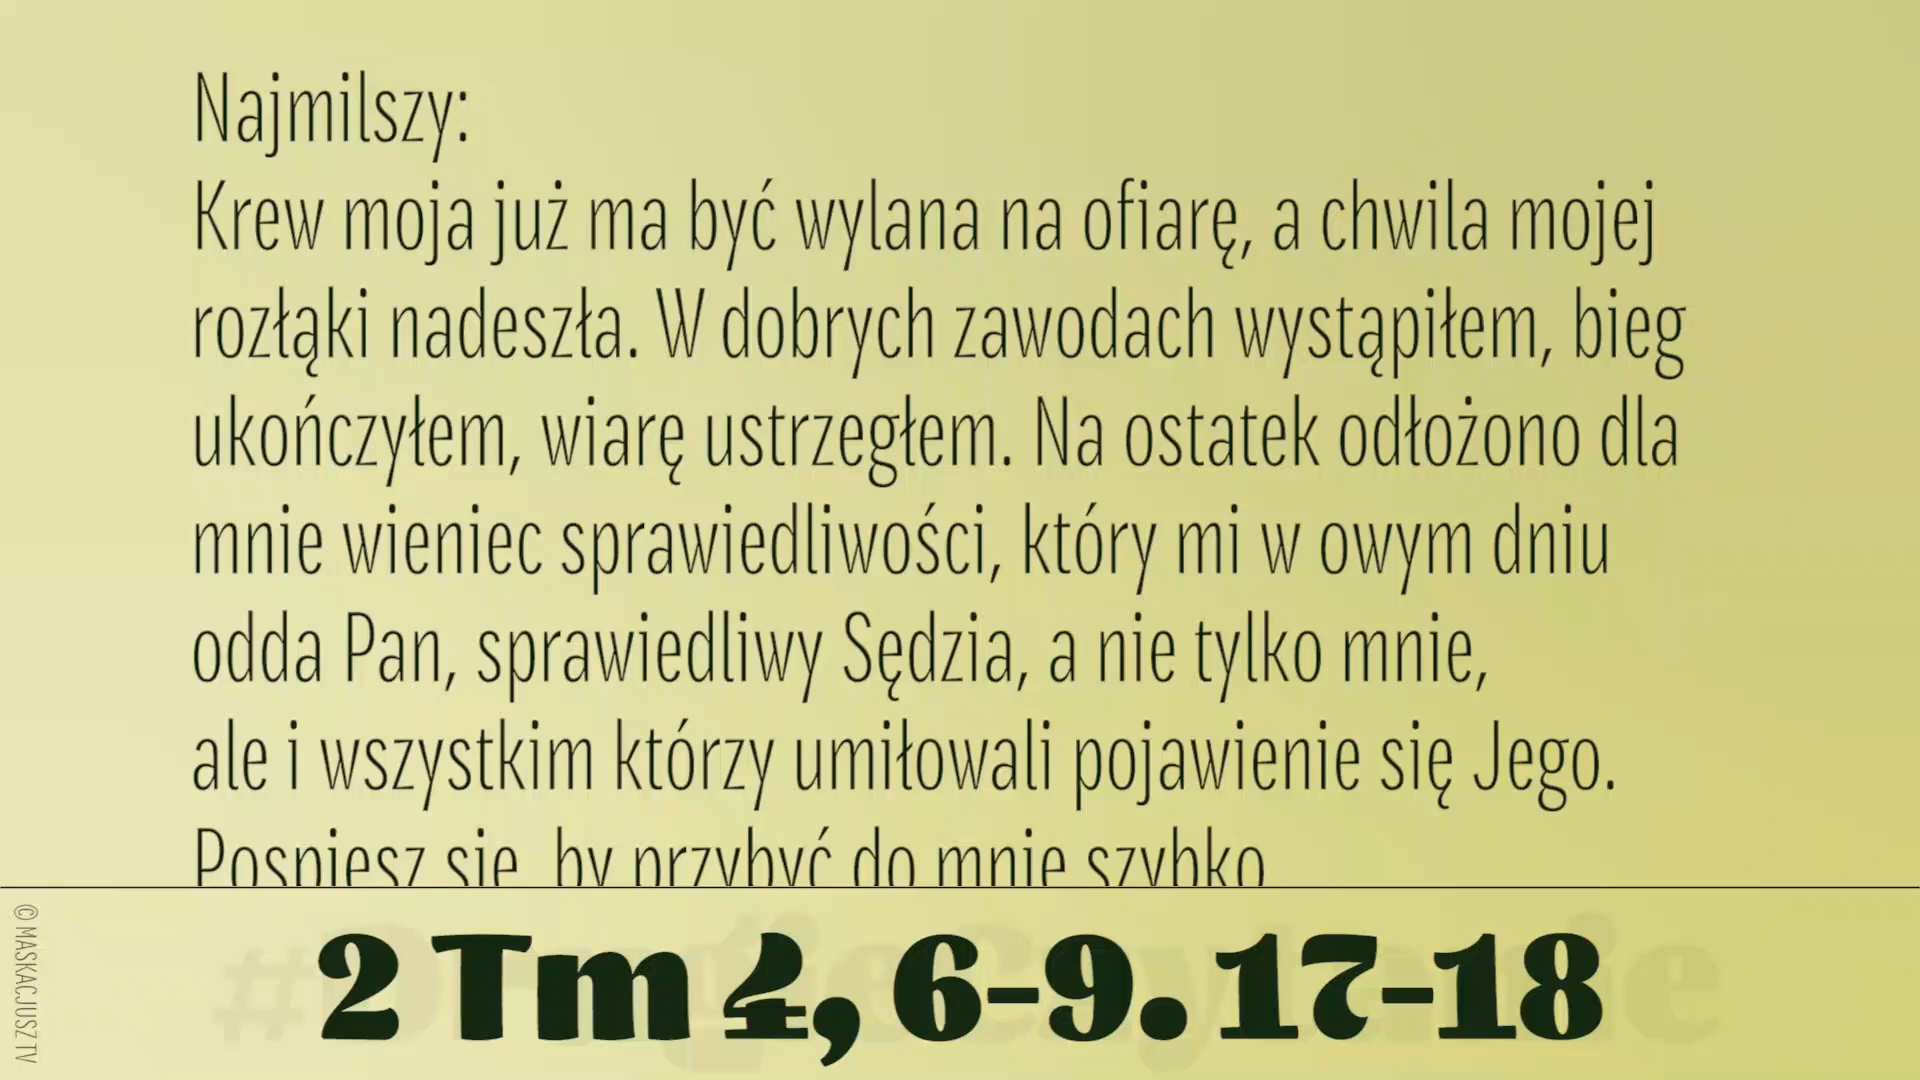 Najmilszy:
Krew moja już ma być wylana na ofiarę, a chwila mojej
rozłąki nadeszła. W dobrych zawodach wystąpiłem, bieg
ukończyłem, wiarę ustrzegłem. Na ostatek odłożono dla
mnie wieniec sprawiedliwości, który mi w owym dniu
odda Pan, sprawiedliwy Sędzia, a nie tylko mnie,
ale i wszystkim którzy umiłowali pojawienie się Jego.
Pospiesz się, by przybyć do mnie szybko
2 Tm 4, 6-9. 17-18
© MASKACJUSZ TV